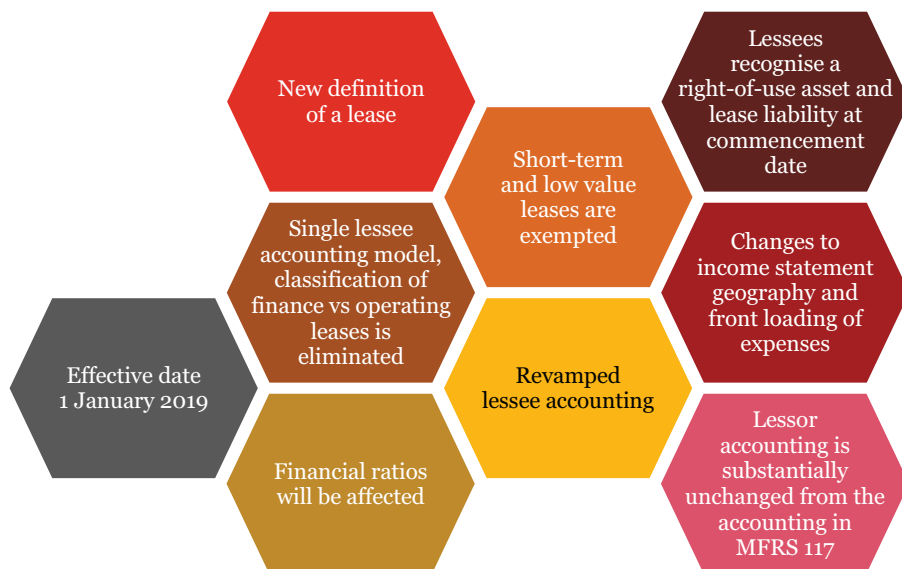 New definition
of a lease
Lessees
recognise a
right-of-use asset and
lease liability at
commencement
date
Short-term
and low value
leases are
exempted
Single lessee
accounting model,
classification of
finance vs operating
leases is
eliminated
Changes to
income statement
geography and
front loading of
expenses
Effective date
1 January 2019
Revamped
lessee accounting
Financial ratios
will be affected
Lessor
accounting is
substantially
unchanged from the
accounting in
MFRS 117